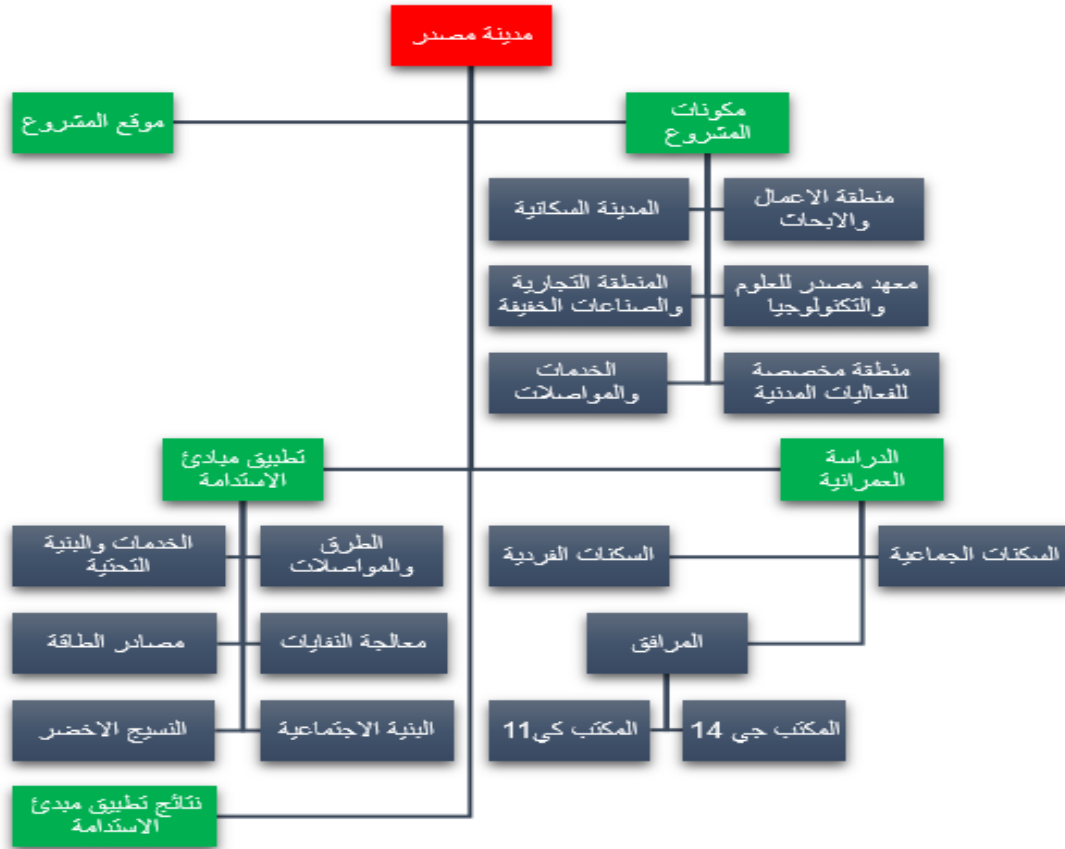 مدينة مصدر
مكونات
المشروع
موقع المشروع
منطقة الاعمال
والابحات
المدينة السكانية
معهد مصدر للعلوم
والتكنولوجيا
المنطقة التجارية
والصناعات الخفيفة
منطقة مخصصة
للفعاليات المدنية
الخدمات
والمواصلات
الدراسة
العمرانية
تطبيق مبادئ
الاستدامة
السكنات الجماعية
السكنات الفردية
المرافق
المكتب جي 14
المكتب كي11
الطرق
والمواصلات
الخدمات والبنية
التحتية
معالجة النفايات
مصادر الطاقة
البنية الاجتماعية
النسيج الاخضر
نتائج تطبيق مبدئ
الاستدامة